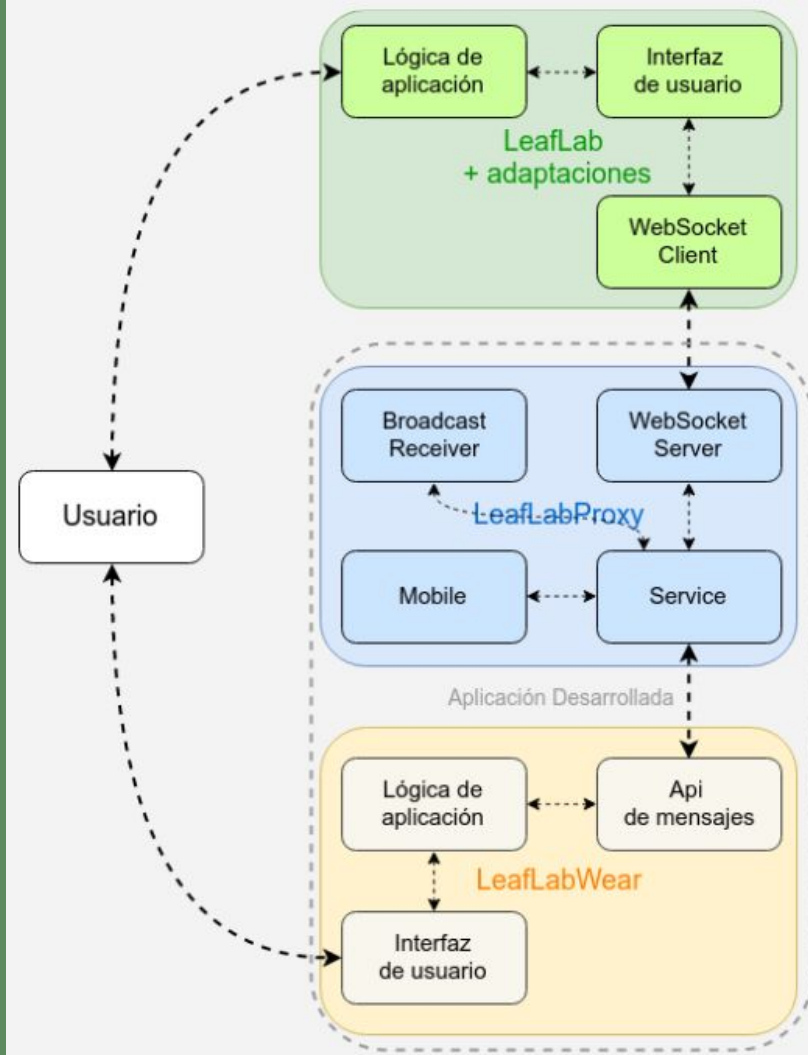 Lógica de
aplicación
Interfaz
de usuario
LeafLab
+ adaptaciones
WebSocket
Client
Broadcast
Receiver
WebSocket
Server
LeafLabProxy
Usuario
Mobile
Service
Aplicación Desarrollada
Lógica de
aplicación
Api
de mensajes
LeafLabWear
Interfaz
de usuario